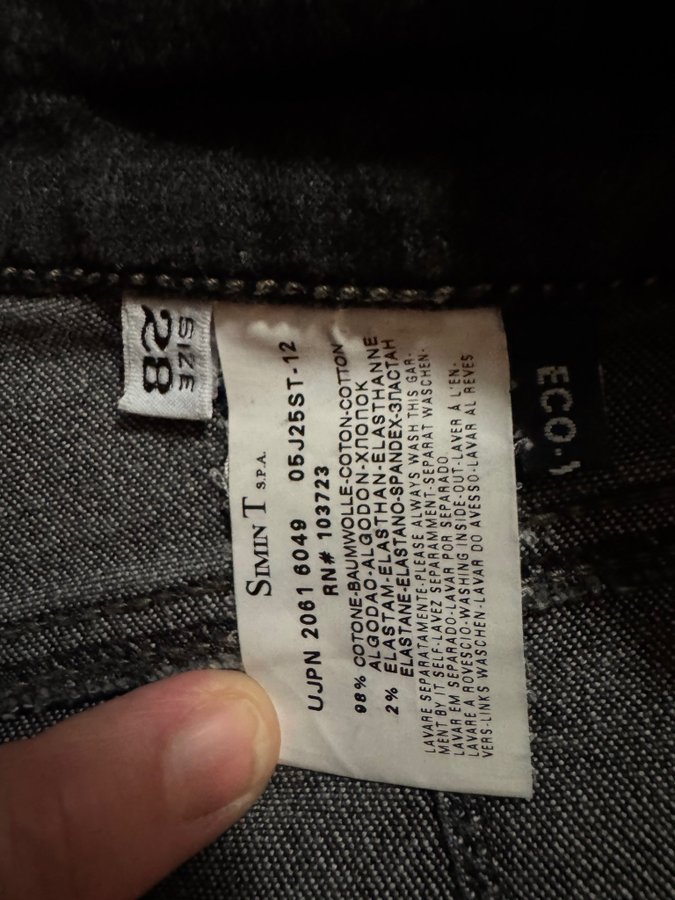 SIZE
28
SIMIN T S.P.A.
UJPN 2061 6049 05J25ST-12
RN# 103723
98% COTONE-BAUMWOLLE-COTON-COTTON
ALGODAO-ALGODON-ХЛОПОК
2% ELASTAM-ELASTHAN-ELASTHANNE
ELASTANE-ELASTANO-SPANDEX-ЭЛАСТАН
LAVARE SEPARATAMENTE-PLEASE ALWAYS WASH THIS GAR-
MENT BY IT SELF-LAVEZ SEPARAMMENT-SEPARAT WASCHEN-
LAVAR EM SEPARADO-LAVAR POR SEPARADO
LAVARE A ROVESCIO-WASHING INSIDE-OUT-LAVER À L'EN-
VERS-LINKS WASCHEN-LAVAR DO AVESSO-LAVAR AL REVES